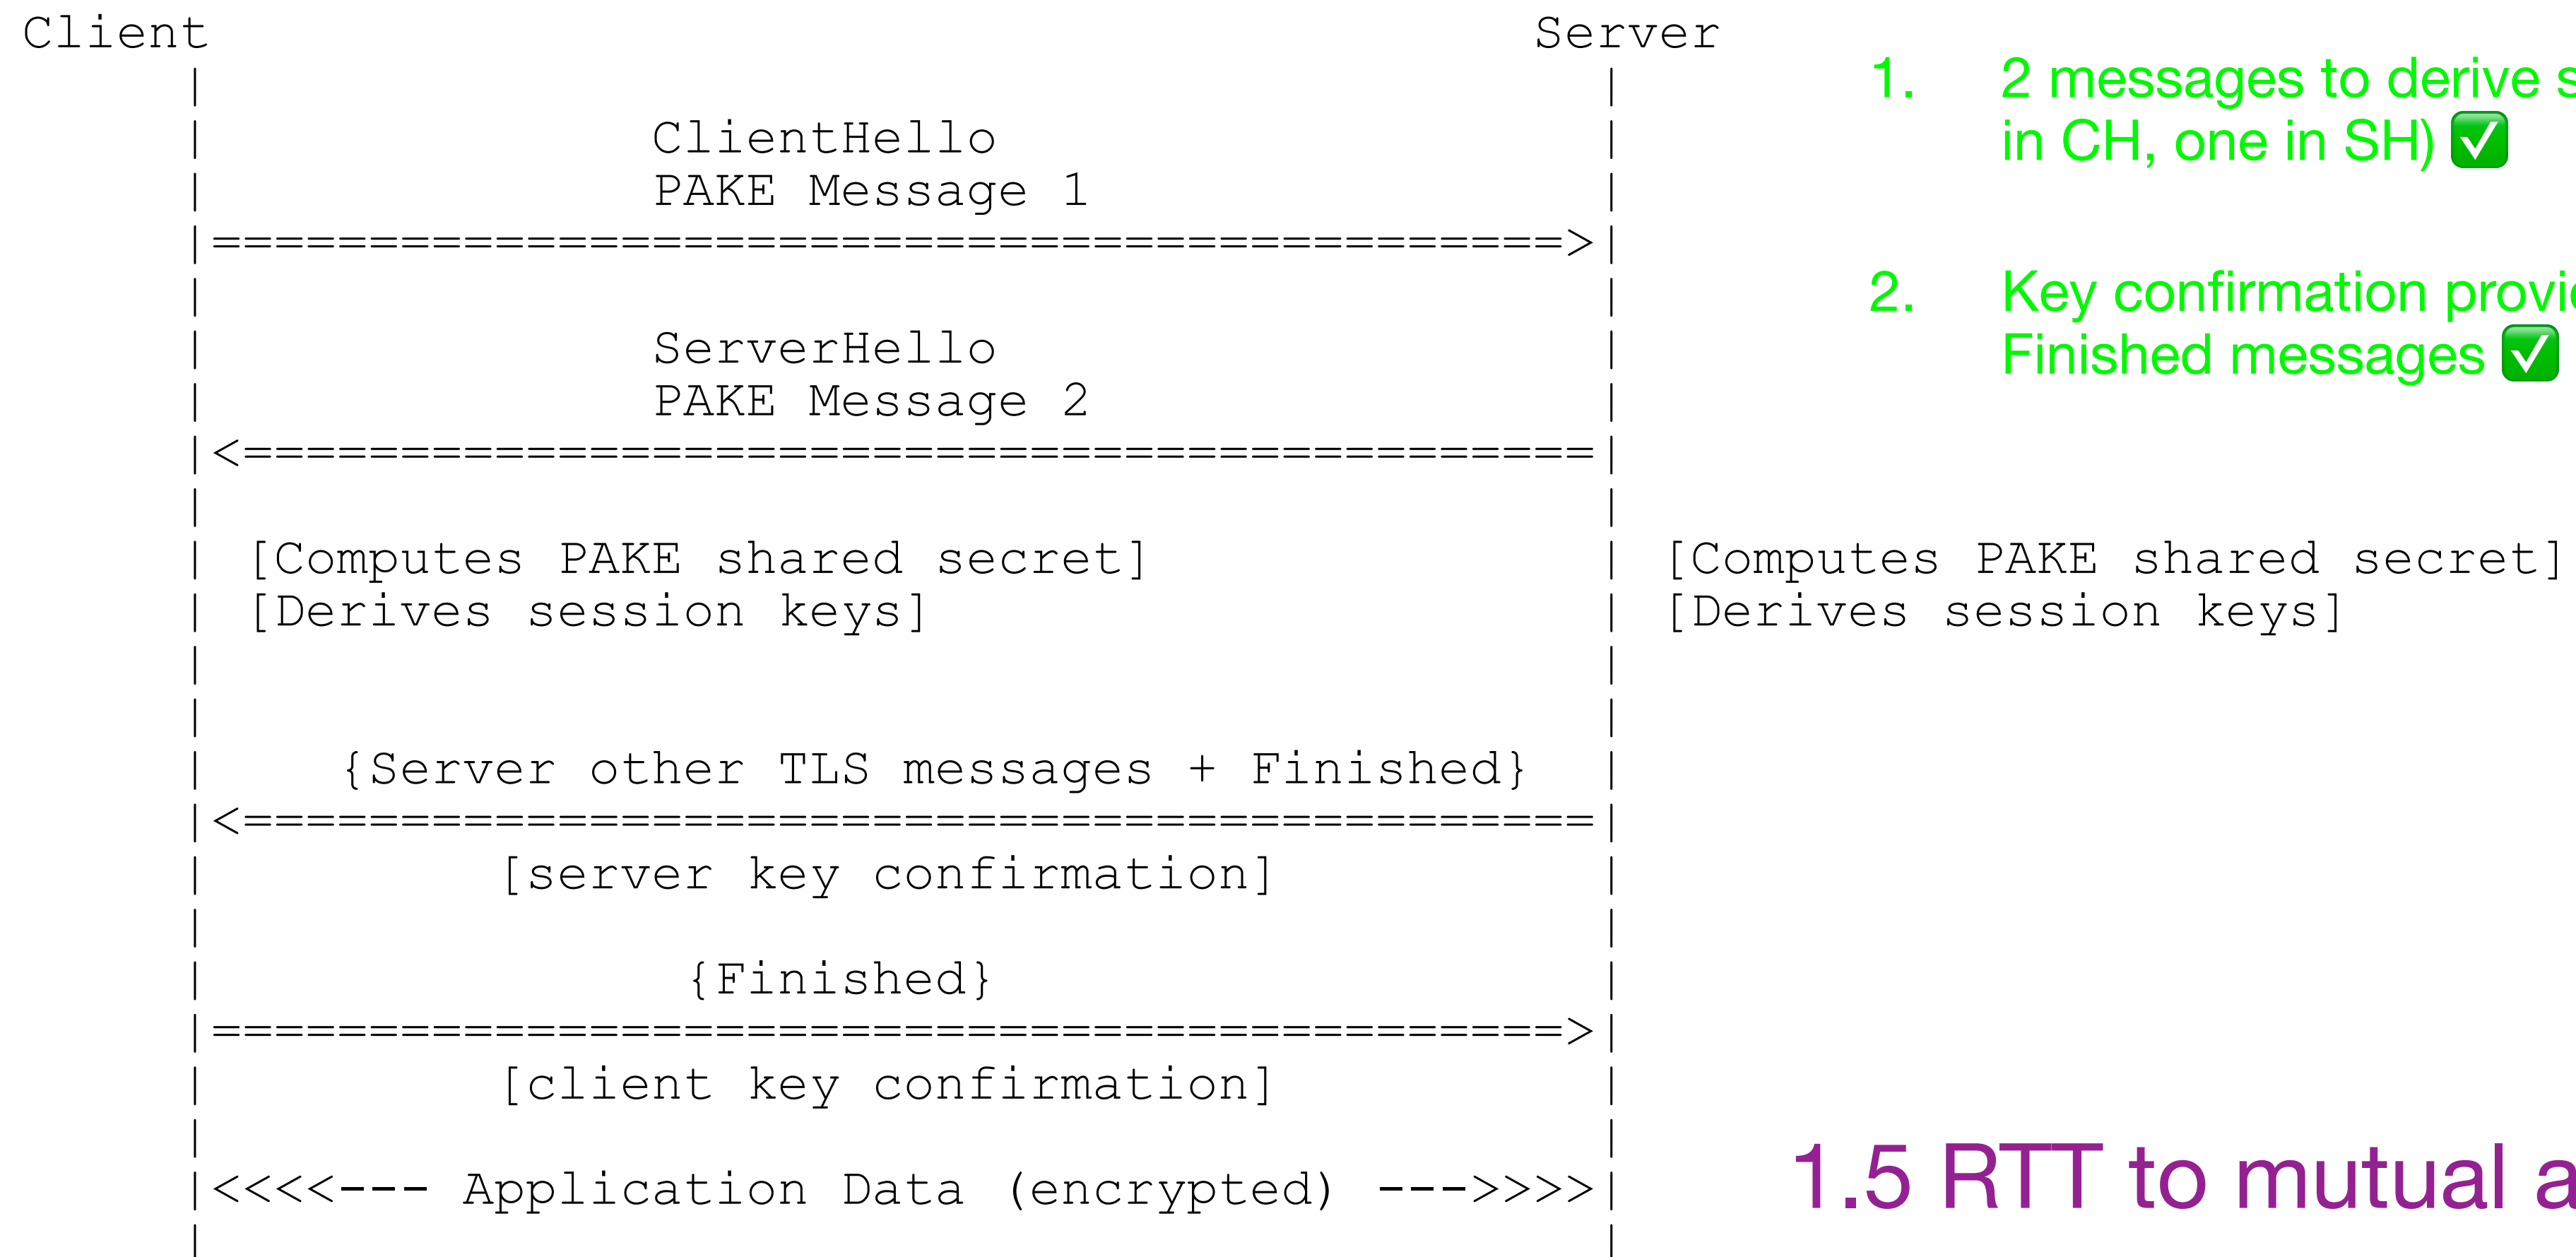 Client Server
ClientHello
PAKE Message 1
|===========================================>|
ServerHello
PAKE Message 2
|<===========================================|
[Computes PAKE shared secret]
[Derives session keys]
[Computes PAKE shared secret]
[Derives session keys]
{Server other TLS messages + Finished}
|<===========================================|
[server key confirmation]
{Finished}
|===========================================>|
[client key confirmation]
|<<<<--- Application Data (encrypted) --->>>>|
1. 2 messages to derive
in CH, one in SH) ✅
2. Key confirmation
Finished messages ✅
1.5 RTT to mutual